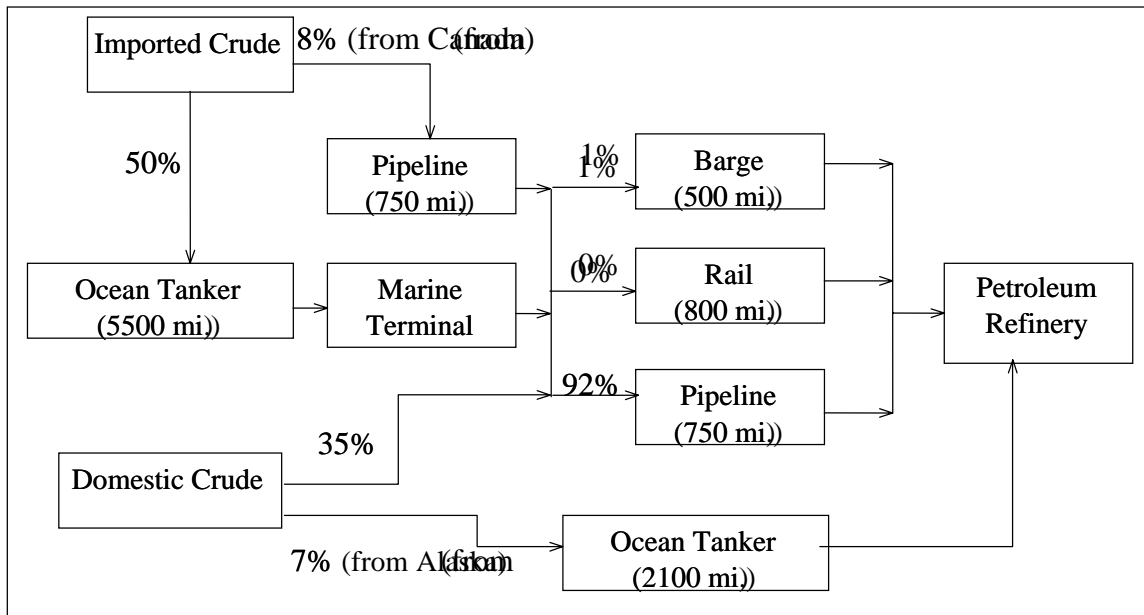 Imported Crude
8% (from Canada)
50%
Pipeline
(750 mi.)
1%
Barge
(500 mi.)
Ocean Tanker
(5500 mi.)
Marine
Terminal
0%
Rail
(800 mi.)
Petroleum
Refinery
92%
Pipeline
(750 mi.)
35%
Domestic Crude
7% (from Alaska)
Ocean Tanker
(2100 mi.)